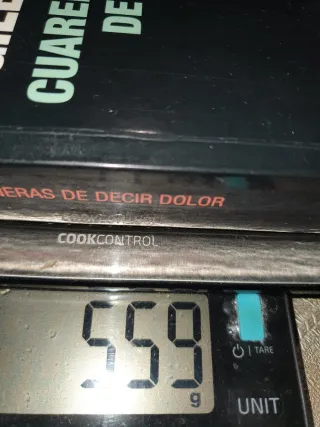 CUARE
DE
NERAS DE DECIR DOLOR
COOKCONTROL
559
g
| TARE
UNIT